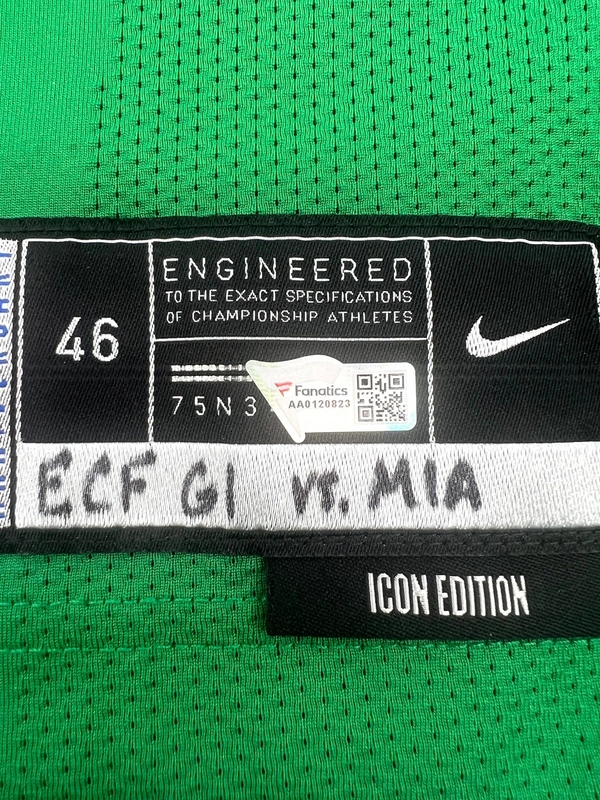 46
ENGINEERED
TO THE EXACT SPECIFICATIONS
OF CHAMPIONSHIP ATHLETES
75N3
Fanatics
AA0120823
ECF G1 vs. MIA
ICON EDITION